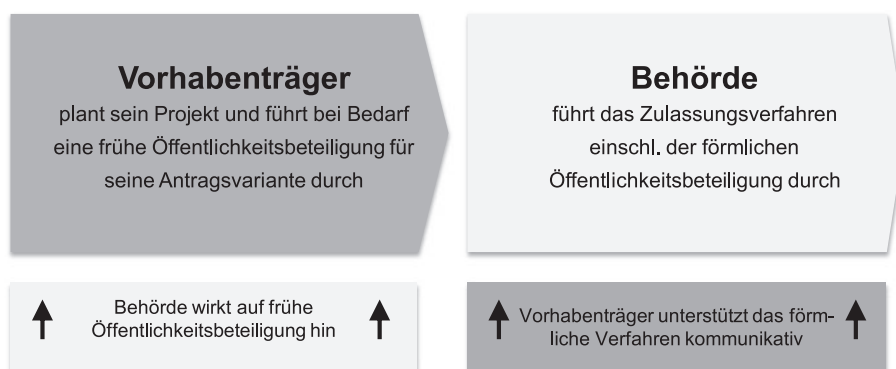 Vorhabenträger
plant sein Projekt und führt bei Bedarf
eine frühe Öffentlichkeitsbeteiligung für
seine Antragsvariante durch
Behörde
führt das Zulassungsverfahren
einschl. der förmlichen
Öffentlichkeitsbeteiligung durch
Behörde wirkt auf frühe
Öffentlichkeitsbeteiligung hin
Vorhabenträger unterstützt das förm-
liche Verfahren kommunikativ